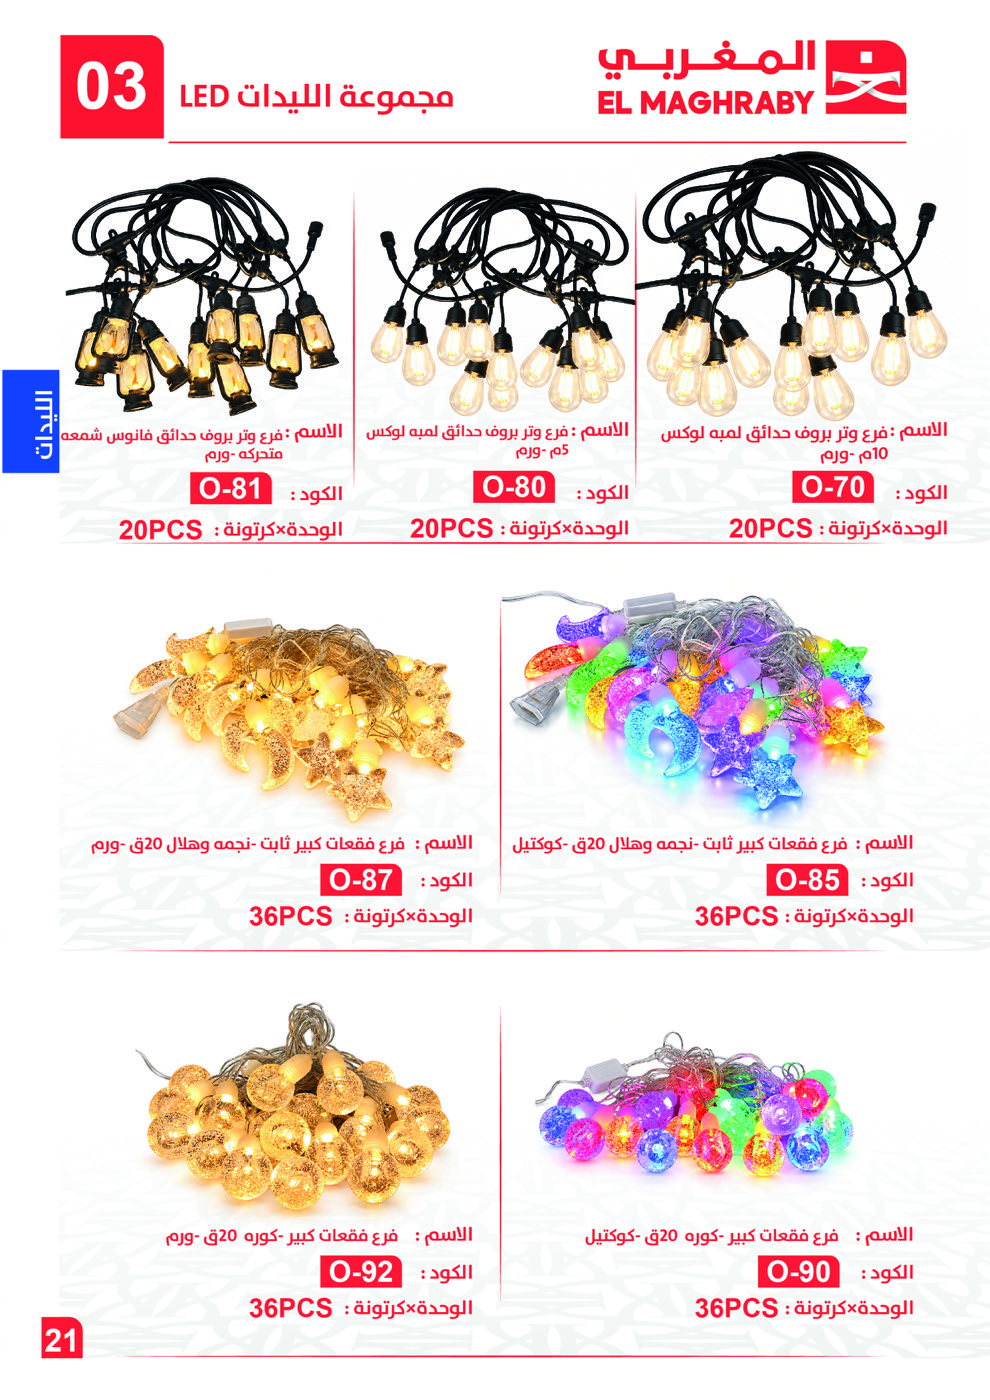 03
مجموعة الليدات LED
المغربي
EL MAGHRABY
الليدات
الاسم : فرع وتر بروف حدائق لمبه لوكس
10م -ورم
الكود : O-70
الوحدة×كرتونة : 20PCS
الاسم : فرع وتر بروف حدائق لمبه لوكس
5م -ورم
الكود : O-80
الوحدة×كرتونة : 20PCS
الاسم : فرع وتر بروف حدائق فانوس شمعه
متحركه -ورم
الكود : O-81
الوحدة×كرتونة : 20PCS
الاسم : فرع فقعات كبير ثابت -نجمه وهلال 20ق -كوكتيل
الكود : O-85
الوحدة×كرتونة : 36PCS
الاسم : فرع فقعات كبير ثابت -نجمه وهلال 20ق -ورم
الكود : O-87
الوحدة×كرتونة : 36PCS
الاسم : فرع فقعات كبير -كوره 20ق -كوكتيل
الكود : O-90
الوحدة×كرتونة : 36PCS
الاسم : فرع فقعات كبير -كوره 20ق -ورم
الكود : O-92
الوحدة×كرتونة : 36PCS
21